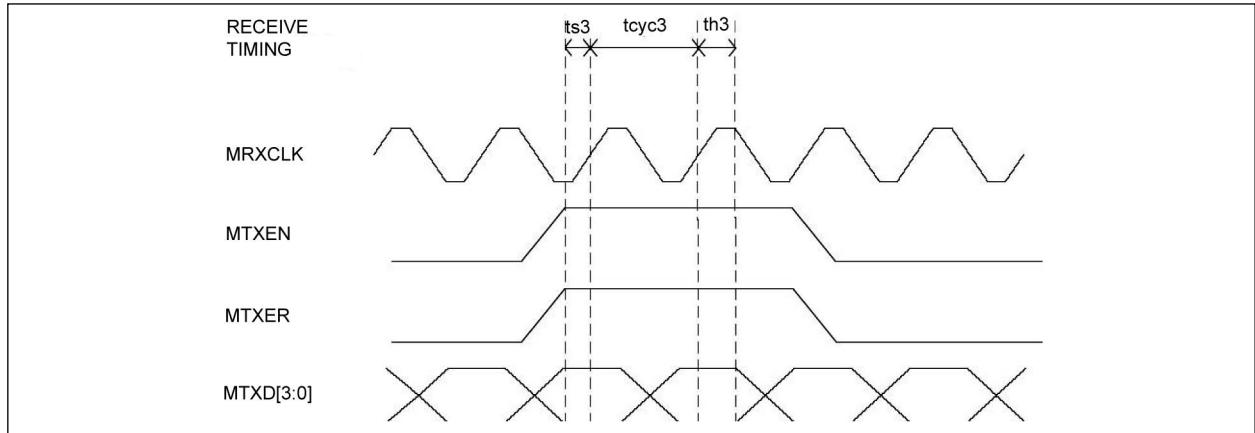 RECEIVE
TIMING
ts3 tcyc3 th3
MRXCLK
MTXEN
MTXER
MTXD[3:0]